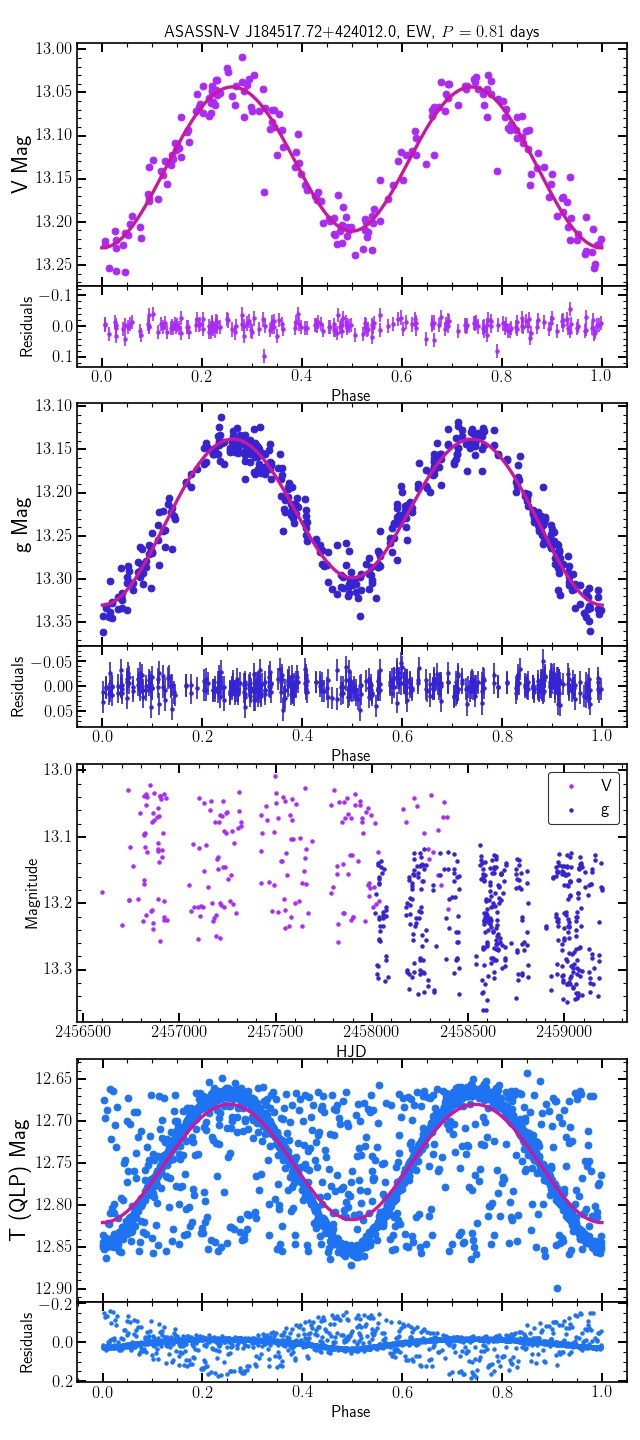 ASASSN-V J184517.72+424012.0, EW, P = 0.81 days
13.00
13.05
13.10
13.15
13.20
13.25
V Mag
−0.1
0.0
0.1
Residuals
0.0 0.2 0.4 0.6 0.8 1.0
Phase
13.10
13.20
13.25
13.30
13.35
g Mag
−0.05
0.00
0.05
Residuals
0.0 0.2 0.4 0.6 0.8 1.0
Phase
13.0
13.1
13.2
13.3
Magnitude
V
g
2456500 2457000 2457500 2458000 2458500 2459000
HJD
12.65
12.70
12.75
12.80
12.85
12.90
T (QLP) Mag
−0.2
0.0
0.2
Residuals
0.0 0.2 0.4 0.6 0.8 1.0
Phase